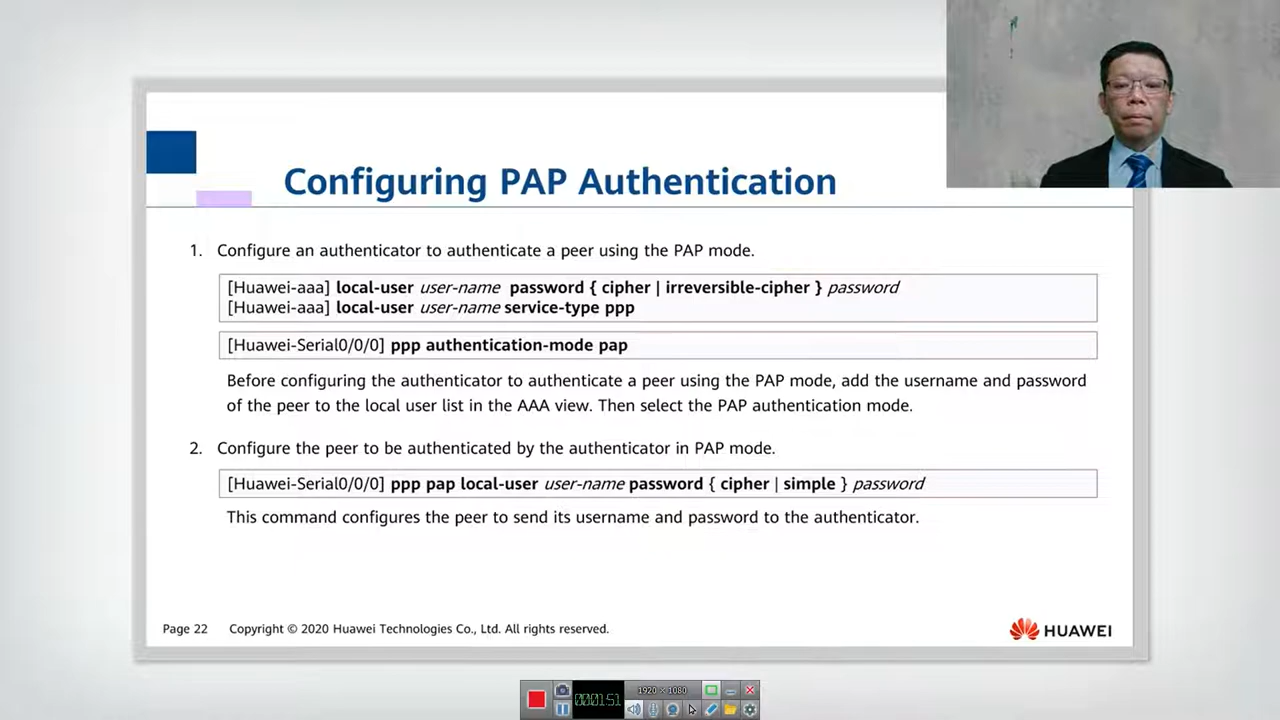 Configuring PAP Authentication
1. Configure an authenticator to authenticate a peer using the PAP mode.
[Huawei-aaa] local-user user-name password { cipher | irreversible-cipher } password
[Huawei-aaa] local-user user-name service-type ppp
[Huawei-Serial0/0/0] ppp authentication-mode pap
Before configuring the authenticator to authenticate a peer using the PAP mode, add the username and password
of the peer to the local user list in the AAA view. Then select the PAP authentication mode.
2. Configure the peer to be authenticated by the authenticator in PAP mode.
[Huawei-Serial0/0/0] ppp pap local-user user-name password { cipher | simple } password
This command configures the peer to send its username and password to the authenticator.
Page 22 Copyright © 2020 Huawei Technologies Co., Ltd. All rights reserved.
HUAWEI
000:01:51
1920 × 1080